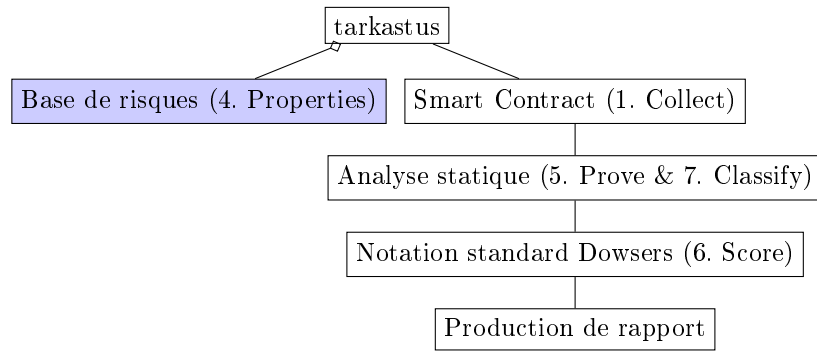 tarkastus
Base de risques (4. Properties)
Smart Contract (1. Collect)
Analyse statique (5. Prove & 7. Classify)
Notation standard Dowsers (6. Score)
Production de rapport